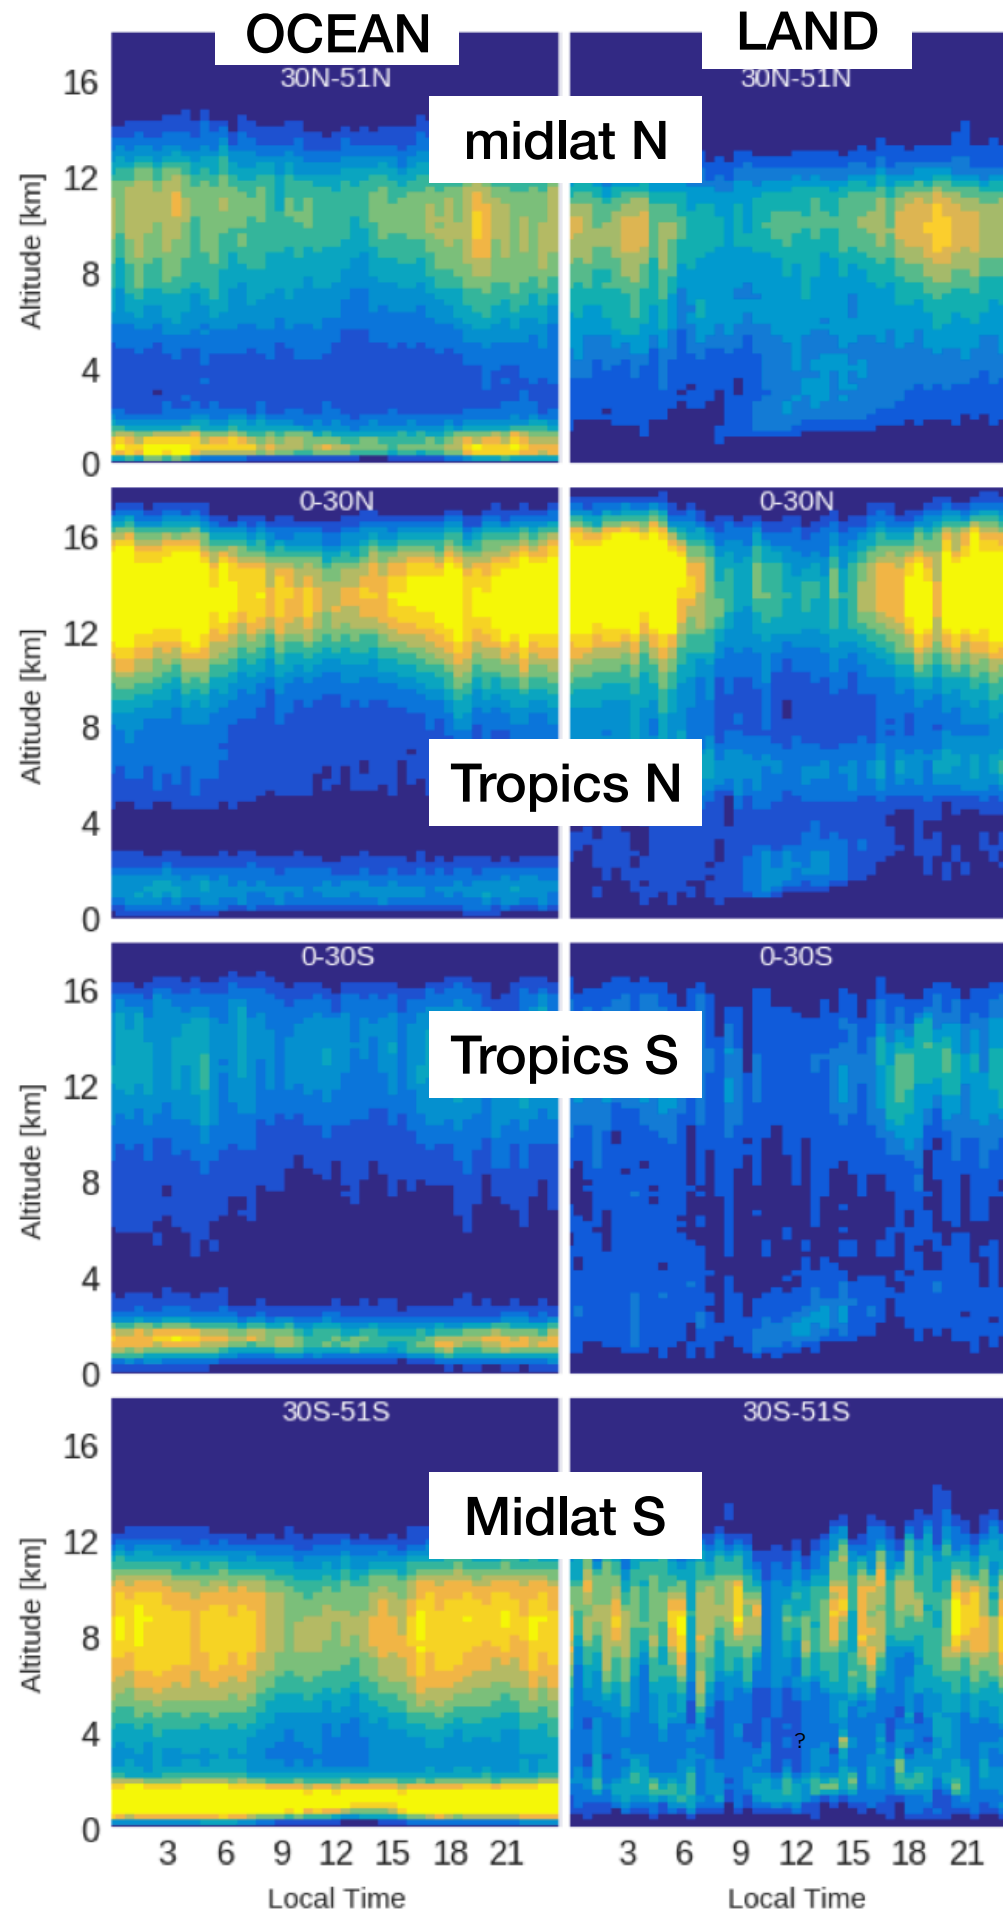 OCEAN
LAND
30N-51N
30N-51N
midlat N
16
12
8
4
0
Altitude [km]
0-30N
0-30N
Tropics N
16
12
8
4
0
Altitude [km]
0-30S
0-30S
Tropics S
16
12
8
4
0
Altitude [km]
30S-51S
30S-51S
Midlat S
16
12
8
4
0
Altitude [km]
?
3 6 9 12 15 18 21
3 6 9 12 15 18 21
Local Time
Local Time